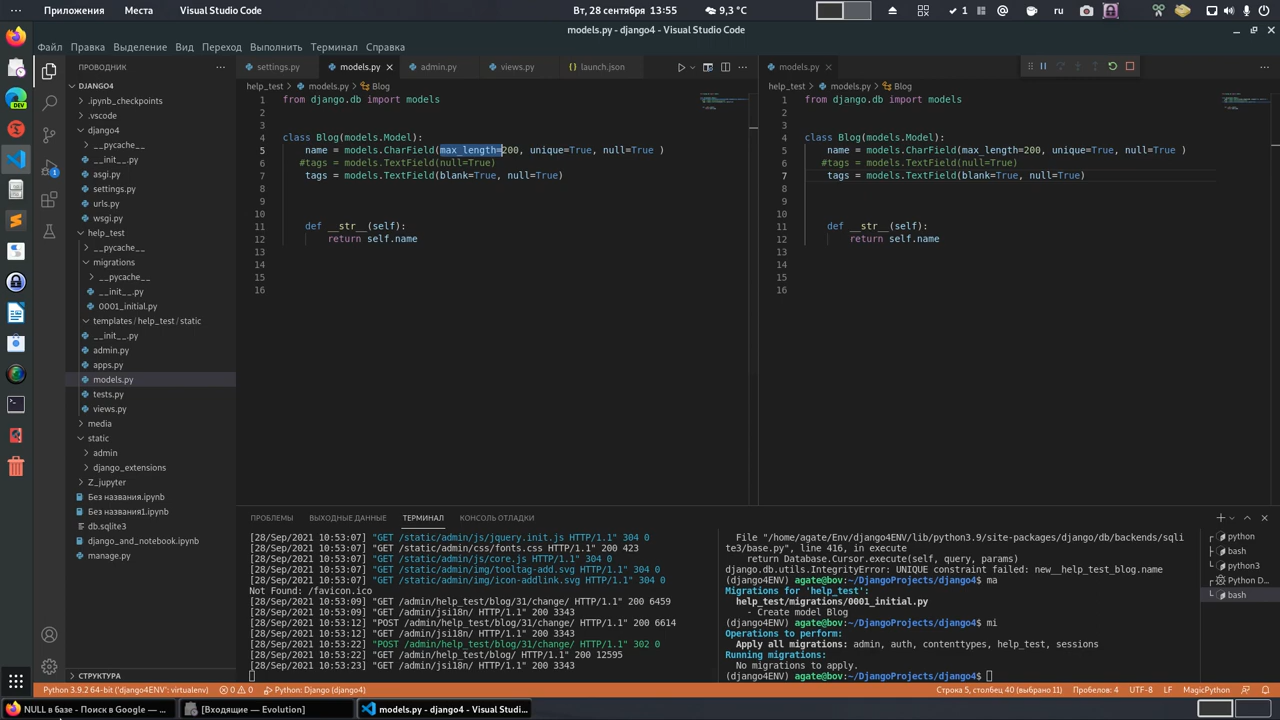 Приложения Места Visual Studio Code Вт, 28 сентября 13:55 9,3 °C 1 ru
models.py - django4 - Visual Studio Code
Файл Правка Выделение Вид Переход Выполнить Терминал Справка
ПРОВОДНИК
DJANGO4
.ipynb_checkpoints
.vscode
django4
__pycache__
__init__.py
asgi.py
settings.py
urls.py
wsgi.py
help_test
__pycache__
migrations
__pycache__
__init__.py
0001_initial.py
templates/help_test/static
__init__.py
admin.py
apps.py
models.py
tests.py
views.py
media
static
admin
django_extensions
Z_jupyter
Без названия.ipynb
Без названия1.ipynb
db.sqlite3
django_and_notebook.ipynb
manage.py
СТРУКТУРА
settings.py models.py admin.py views.py launch.json
help_test > models.py > Blog
1 from django.db import models
2
3
4 class Blog(models.Model):
5 name = models.CharField(max_length=200, unique=True, null=True )
6 #tags = models.TextField(null=True)
7 tags = models.TextField(blank=True, null=True)
8
9
10
11 def __str__(self):
12 return self.name
13
14
15
16
models.py
help_test > models.py > Blog
1 from django.db import models
2
3
4 class Blog(models.Model):
5 name = models.CharField(max_length=200, unique=True, null=True )
6 #tags = models.TextField(null=True)
7 tags = models.TextField(blank=True, null=True)
8
9
10
11 def __str__(self):
12 return self.name
13
14
15
16
ПРОБЛЕМЫ ВЫХОДНЫЕ ДАННЫЕ ТЕРМИНАЛ КОНСОЛЬ ОТЛАДКИ
[28/Sep/2021 10:53:07] "GET /static/admin/js/jquery.init.js HTTP/1.1" 304 0
[28/Sep/2021 10:53:07] "GET /static/admin/css/fonts.css HTTP/1.1" 200 423
[28/Sep/2021 10:53:07] "GET /static/admin/js/core.js HTTP/1.1" 304 0
[28/Sep/2021 10:53:07] "GET /static/admin/img/tooltag-add.svg HTTP/1.1" 304 0
[28/Sep/2021 10:53:07] "GET /static/admin/img/icon-addlink.svg HTTP/1.1" 304 0
Not Found: /favicon.ico
[28/Sep/2021 10:53:09] "GET /admin/help_test/blog/31/change/ HTTP/1.1" 200 6459
[28/Sep/2021 10:53:09] "GET /admin/jsi18n/ HTTP/1.1" 200 3343
[28/Sep/2021 10:53:12] "POST /admin/help_test/blog/31/change/ HTTP/1.1" 200 6614
[28/Sep/2021 10:53:12] "GET /admin/jsi18n/ HTTP/1.1" 200 3343
[28/Sep/2021 10:53:23] "POST /admin/help_test/blog/31/change/ HTTP/1.1" 302 0
[28/Sep/2021 10:53:23] "GET /admin/help_test/blog/ HTTP/1.1" 200 12595
[28/Sep/2021 10:53:23] "GET /admin/jsi18n/ HTTP/1.1" 200 3343
File "/home/agate/Env/django4ENV/lib/python3.9/site-packages/django/db/backends/sqli
te3/base.py", line 416, in execute
return Database.Cursor.execute(self, query, params)
django.db.utils.IntegrityError: UNIQUE constraint failed: new__help_test_blog.name
(django4ENV) agate@bov:~/DjangoProjects/django4$ ma
Migrations for 'help_test':
help_test/migrations/0001_initial.py
- Create model Blog
(django4ENV) agate@bov:~/DjangoProjects/django4$ mi
Operations to perform:
Apply all migrations: admin, auth, contenttypes, help_test, sessions
Running migrations:
No migrations to apply.
(django4ENV) agate@bov:~/DjangoProjects/django4$
python
bash
python3
Python D...
bash
Python 3.9.2 64-bit ('django4ENV': virtualenv) 0 0 Python: Django (django4) Строка 5, столбец 40 (выбрано 11) Пробелов: 4 UTF-8 LF MagicPython
NULL в базе - Поиск в Google — ... [Входящие — Evolution] models.py - django4 - Visual Studi...